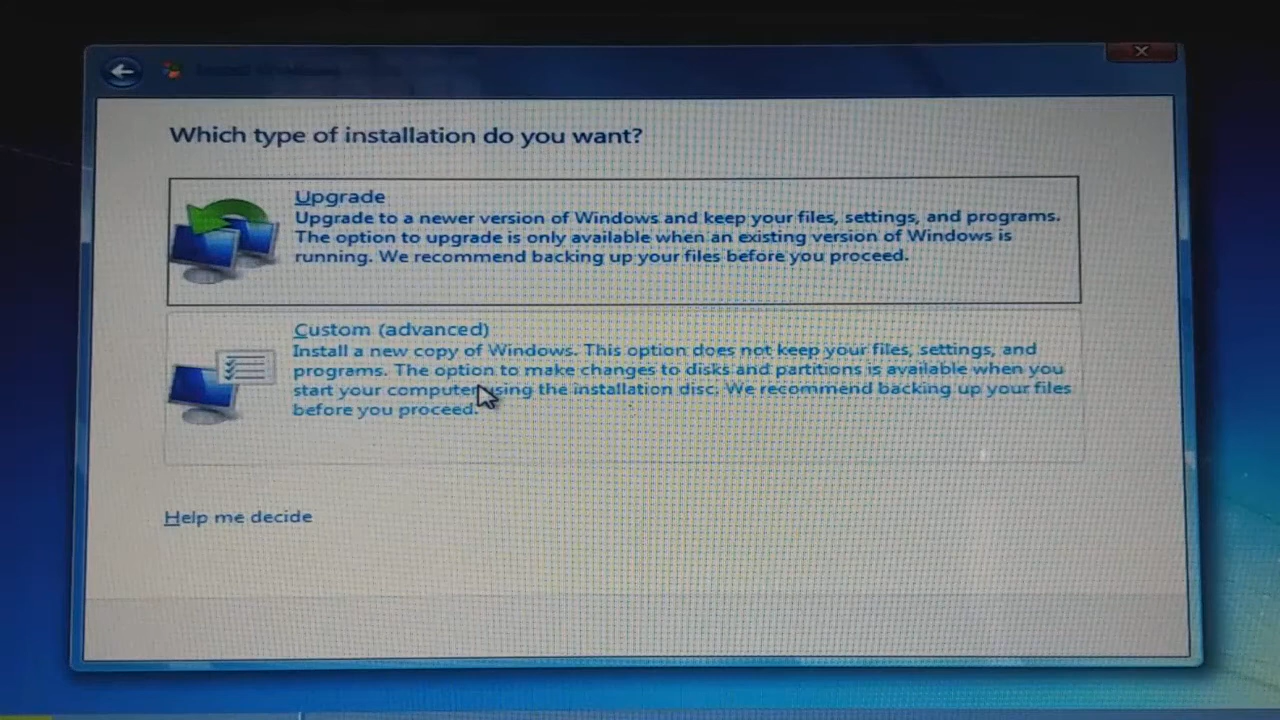 Which type of installation do you want?
Upgrade
Upgrade to a newer version of Windows and keep your files, settings, and programs.
The option to upgrade is only available when an existing version of Windows is
running. We recommend backing up your files before you proceed.
Custom (advanced)
Install a new copy of Windows. This option does not keep your files, settings, and
programs. The option to make changes to disks and partitions is available when you
start your computer using the installation disc. We recommend backing up your files
before you proceed.
Help me decide